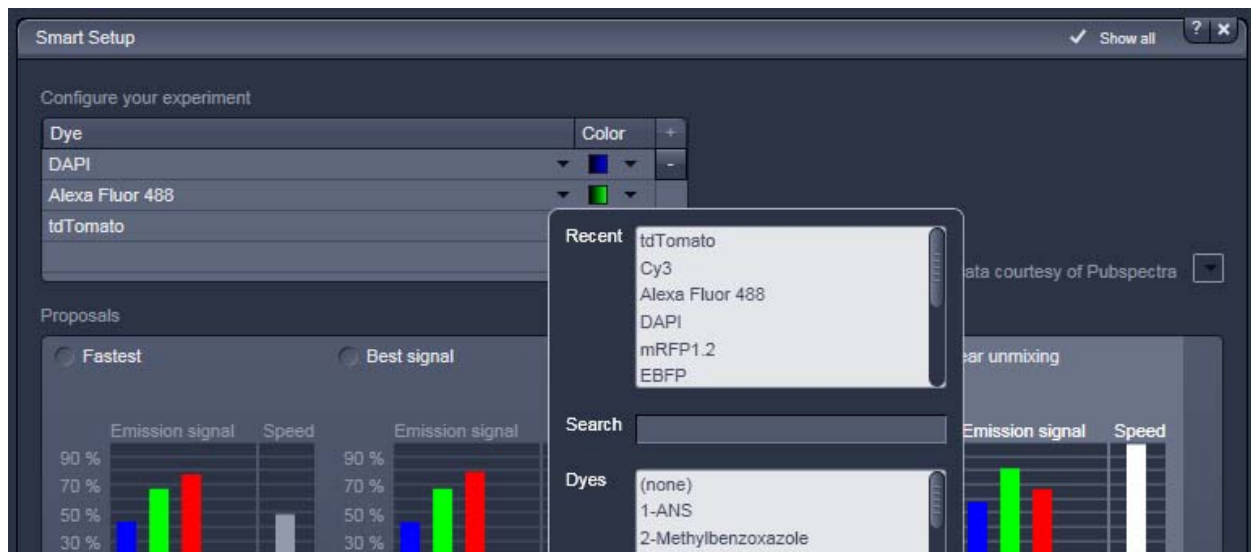 Smart Setup
Show all
? x
Configure your experiment
Dye Color +
DAPI -
Alexa Fluor 488
tdTomato
Recent
tdTomato
Cy3
Alexa Fluor 488
DAPI
mRFP1.2
EBFP
courtesy of Pubspectra
Proposals
Fastest
Best signal
unmixing
Search
Emission signal Speed
Emission signal
Emission signal Speed
90 %
70 %
50 %
30 %
90 %
70 %
50 %
30 %
Dyes
(none)
1-ANS
2-Methylbenzoxazole